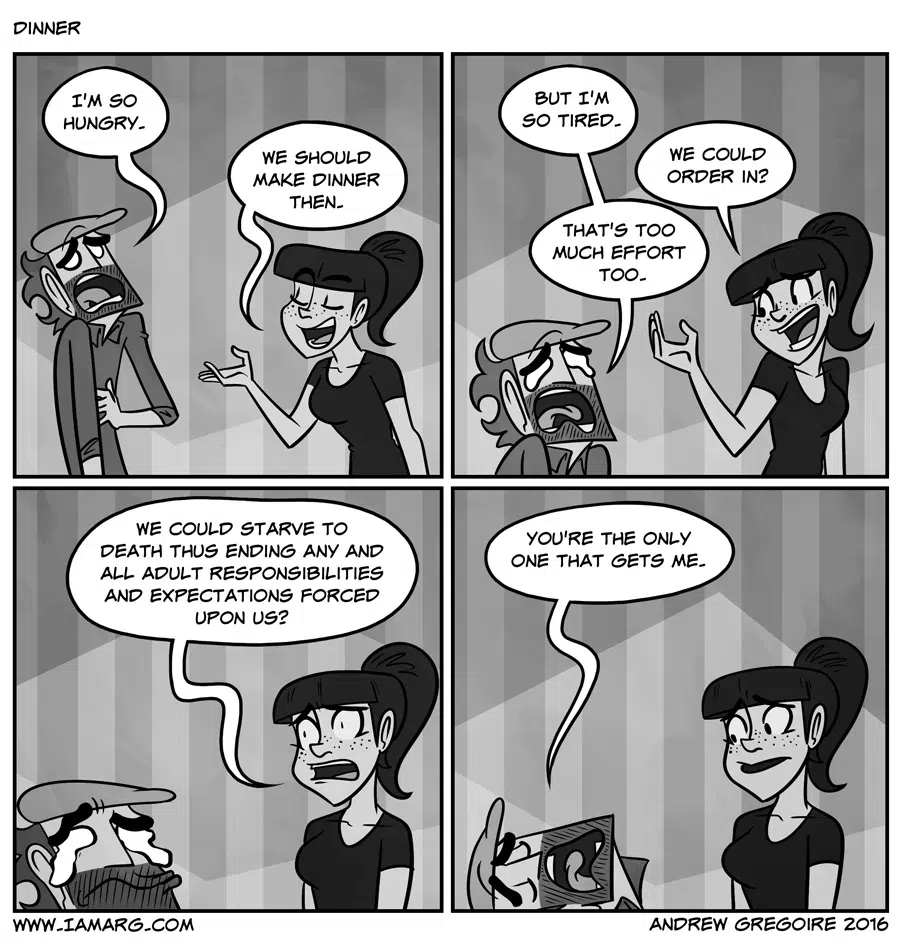 DINNER
I'M SO
HUNGRY.
WE SHOULD
MAKE DINNER
THEN.
BUT I'M
SO TIRED.
WE COULD
ORDER IN?
THAT'S TOO
MUCH EFFORT
TOO.
WE COULD STARVE TO
DEATH THUS ENDING ANY AND
ALL ADULT RESPONSIBILITIES
AND EXPECTATIONS FORCED
UPON US?
YOU'RE THE ONLY
ONE THAT GETS ME.
WWW.IAMARG.COM
ANDREW GREGOIRE 2016